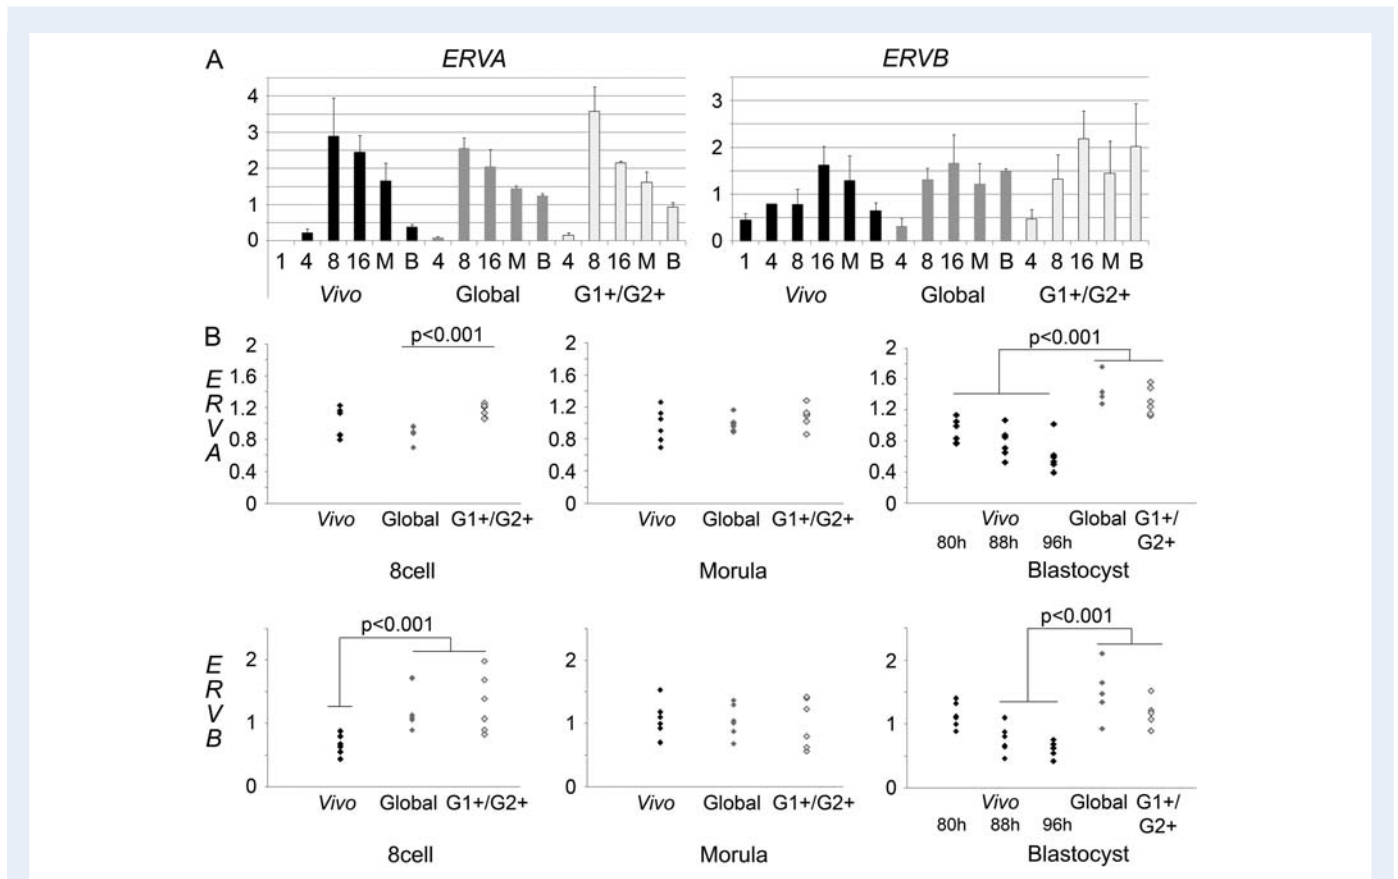 A
ERVA
ERVB
4
3
2
1
0
1 4 8 16 M B 4 8 16 M B 4 8 16 M B
Vivo Global G1+/G2+
3
2
1
0
1 4 8 16 M B 4 8 16 M B 4 8 16 M B
Vivo Global G1+/G2+
B
E
R
V
A
p<0.001
2
1.6
1.2
0.8
0.4
0
Vivo Global G1+/G2+
8cell
2
1.6
1.2
0.8
0.4
0
Vivo Global G1+/G2+
Morula
p<0.001
2
1.6
1.2
0.8
0.4
0
Vivo Global G1+/
80h 88h 96h G2+
Blastocyst
E
R
V
B
p<0.001
2
1
0
Vivo Global G1+/G2+
8cell
2
1
0
Vivo Global G1+/G2+
Morula
p<0.001
2
1
0
Vivo Global G1+/
80h 88h 96h G2+
Blastocyst